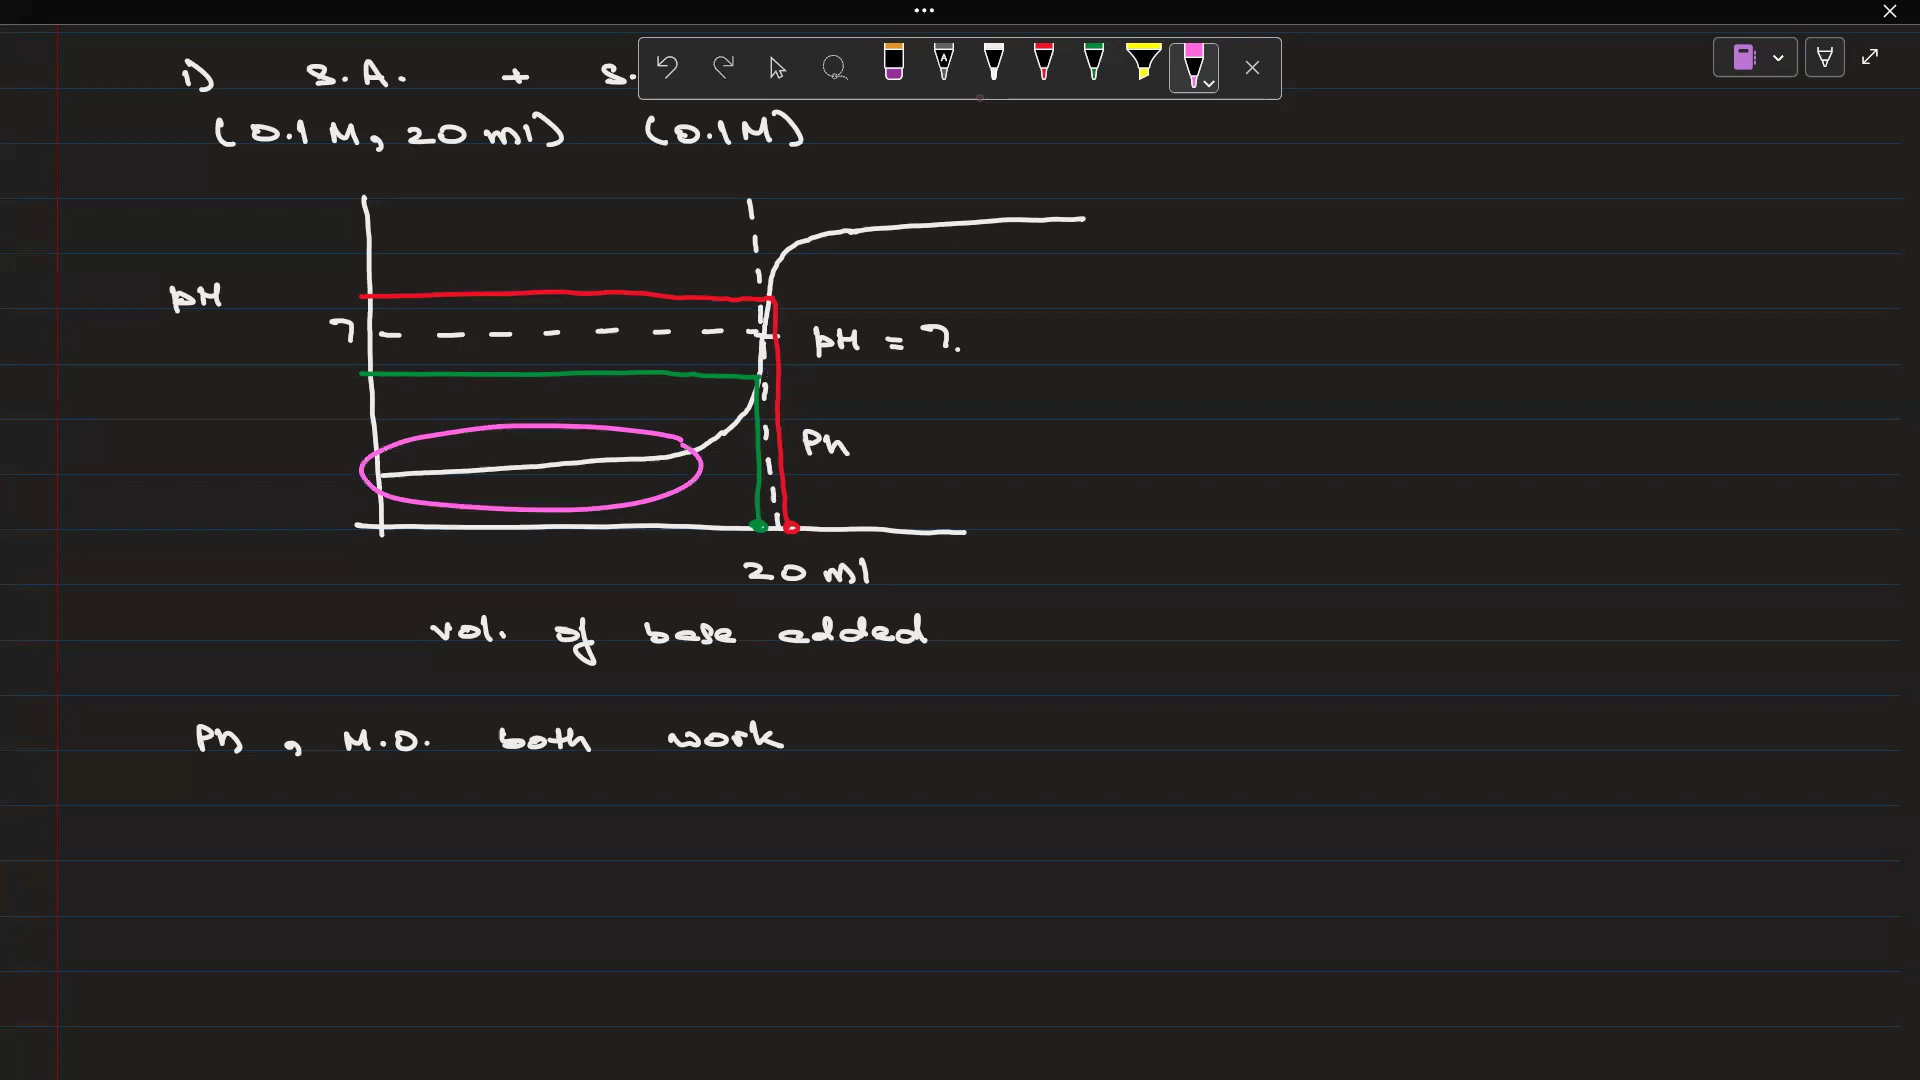 i) S.A. + S.
(0.1 M, 20 ml) (0.1M)
pH
7
pH = 7.
Ph
20 ml
vol. of base added
Ph, M.O. both work